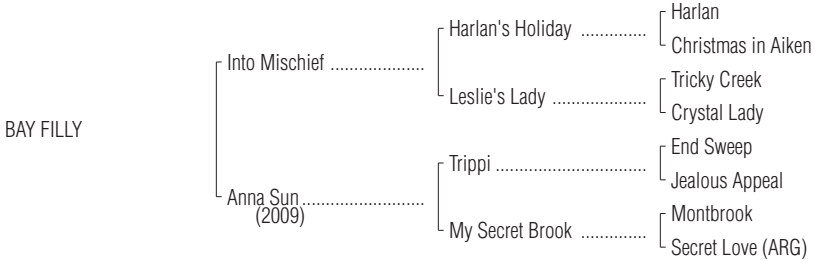 Harlan
Harlan's Holiday ..............
Christmas in Aiken
Into Mischief ....................
Tricky Creek
Leslie's Lady ....................
Crystal Lady
BAY FILLY
End Sweep
Trippi ................................
Jealous Appeal
Anna Sun..........................
(2009)
Montbrook
My Secret Brook ..............
Secret Love (ARG)